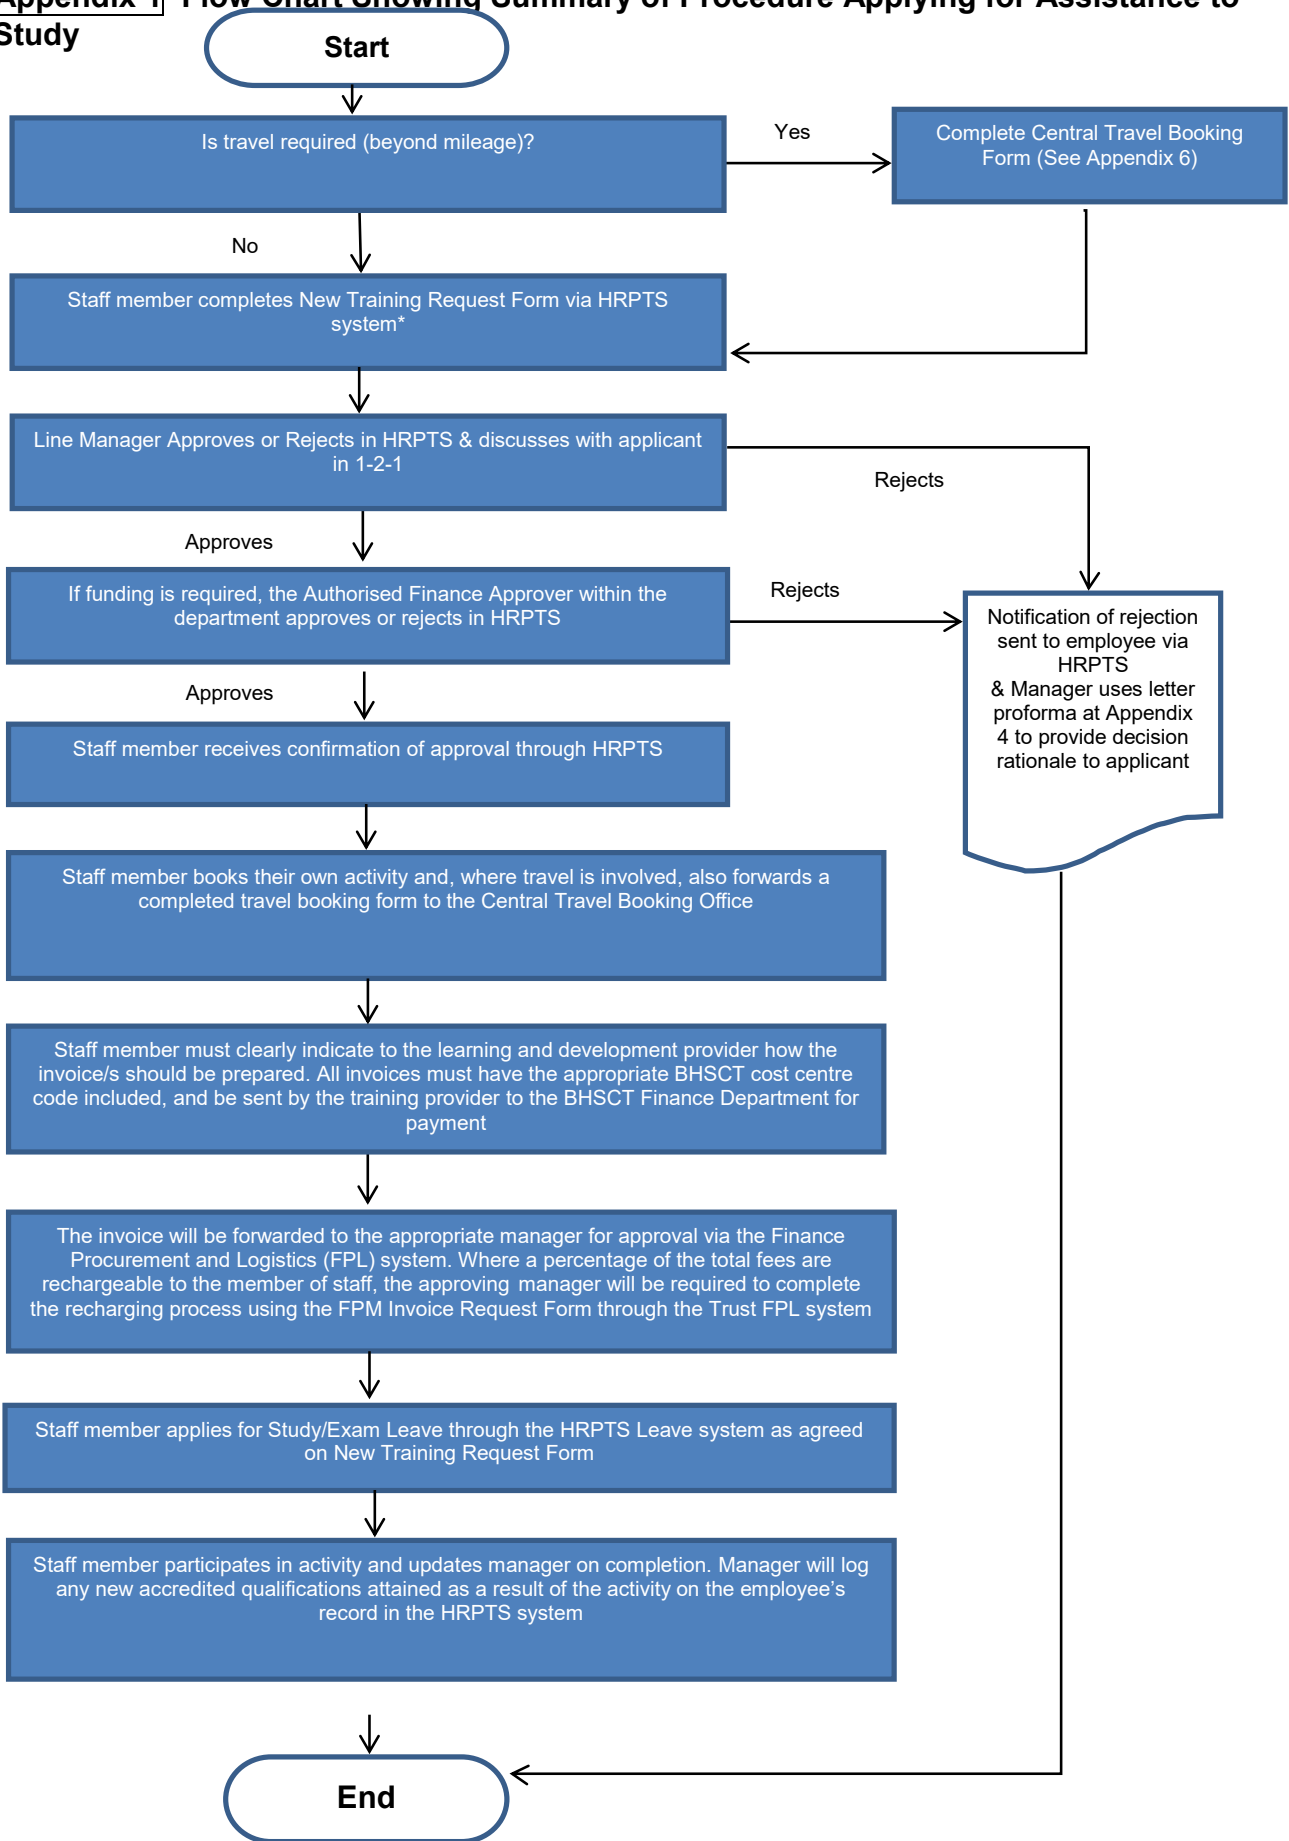 Appendix 1 Flow Chart Showing Summary of Procedure Applying for Assistance to
Study
Start
Is travel required (beyond mileage)?
Yes
Complete Central Travel Booking
Form (See Appendix 6)
No
Staff member completes New Training Request Form via HRPTS
system*
Line Manager Approves or Rejects in HRPTS & discusses with applicant
in 1-2-1
Rejects
Approves
If funding is required, the Authorised Finance Approver within the
department approves or rejects in HRPTS
Rejects
Notification of rejection
sent to employee via
HRPTS
& Manager uses letter
proforma at Appendix
4 to provide decision
rationale to applicant
Approves
Staff member receives confirmation of approval through HRPTS
Staff member books their own activity and, where travel is involved, also forwards a
completed travel booking form to the Central Travel Booking Office
Staff member must clearly indicate to the learning and development provider how the
invoice/s should be prepared. All invoices must have the appropriate BHSCT cost centre
code included, and be sent by the training provider to the BHSCT Finance Department for
payment
The invoice will be forwarded to the appropriate manager for approval via the Finance
Procurement and Logistics (FPL) system. Where a percentage of the total fees are
rechargeable to the member of staff, the approving manager will be required to complete
the recharging process using the FPM Invoice Request Form through the Trust FPL system
Staff member applies for Study/Exam Leave through the HRPTS Leave system as agreed
on New Training Request Form
Staff member participates in activity and updates manager on completion. Manager will log
any new accredited qualifications attained as a result of the activity on the employee’s
record in the HRPTS system
End